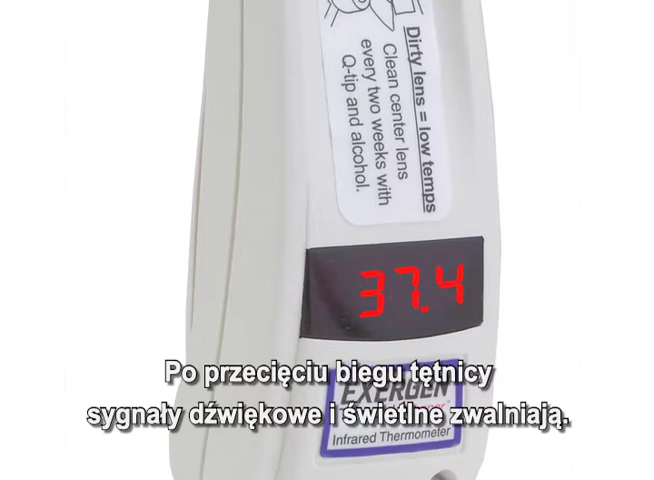 Dirty lens = low temps
Clean center lens
every two weeks with
Q-tip and alcohol.
37.4
EXERGEN
Infrared Thermometer
Po przecięciu biegu tętnicy
sygnały dźwiękowe i świetlne zwalniają.